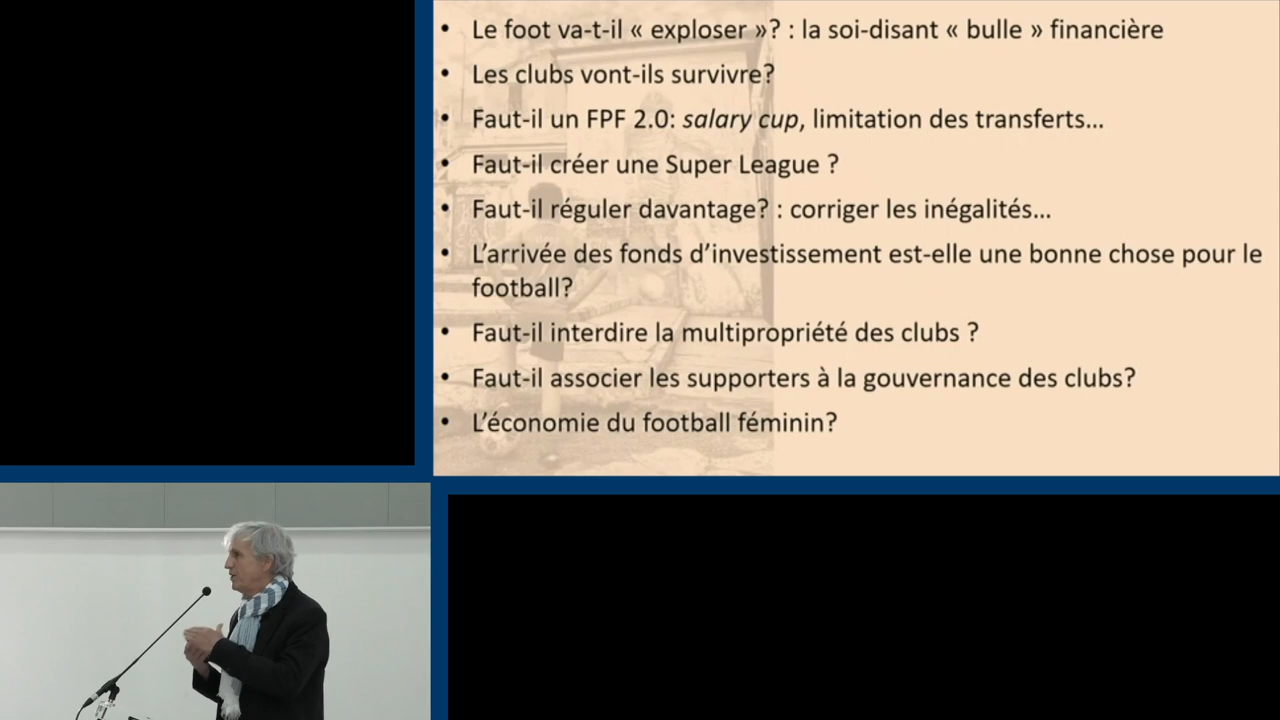 • Le foot va-t-il « exploser »? : la soi-disant « bulle » financière
• Les clubs vont-ils survivre?
• Faut-il un FPF 2.0: salary cup, limitation des transferts...
• Faut-il créer une Super League ?
• Faut-il réguler davantage? : corriger les inégalités...
• L'arrivée des fonds d'investissement est-elle une bonne chose pour le
football?
• Faut-il interdire la multipropriété des clubs ?
• Faut-il associer les supporters à la gouvernance des clubs?
• L'économie du football féminin?